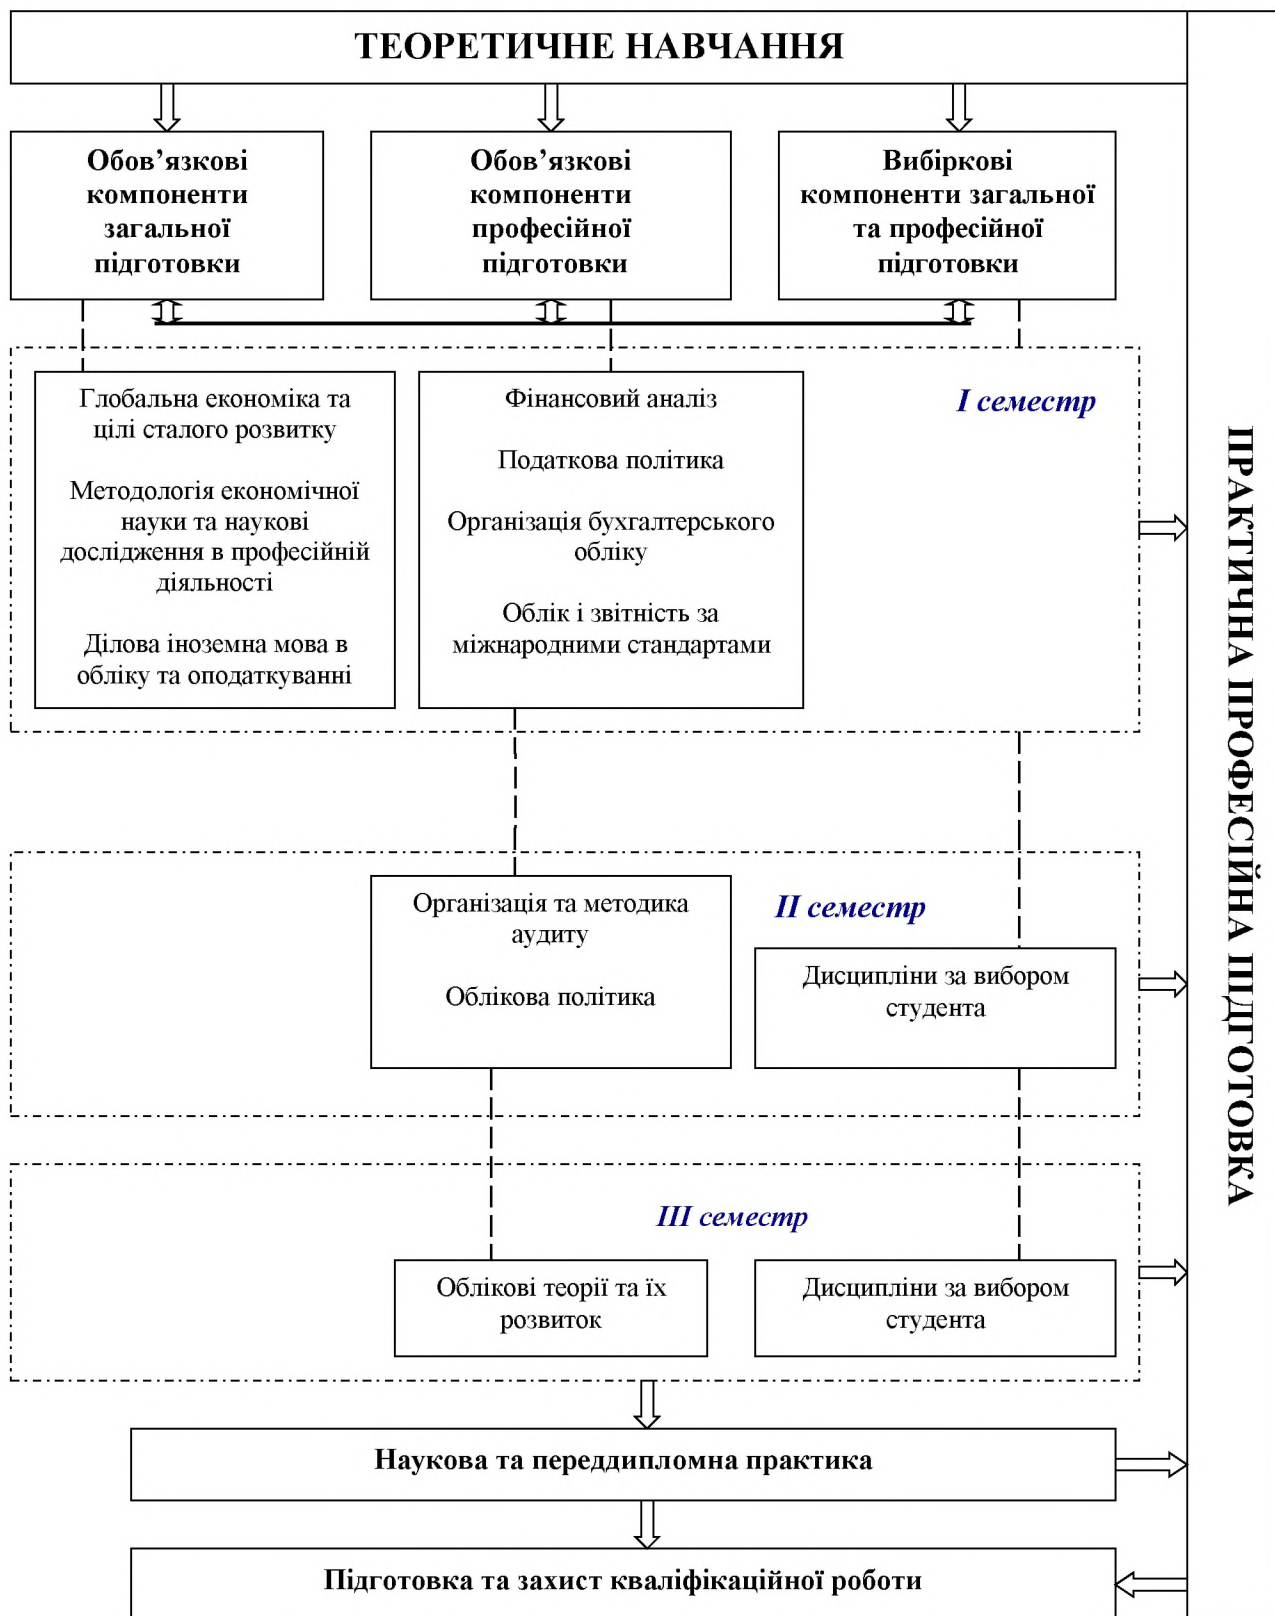 ТЕОРЕТИЧНЕ НАВЧАННЯ
Обов’язкові
компоненти
загальної
підготовки
Обов’язкові
компоненти
професійної
підготовки
Вибіркові
компоненти загальної
та професійної
підготовки
I семестр
Глобальна економіка та
цілі сталого розвитку
Методологія економічної
науки та наукові
дослідження в професійній
діяльності
Ділова іноземна мова в
обліку та оподаткуванні
Фінансовий аналіз
Податкова політика
Організація бухгалтерського
обліку
Облік і звітність за
міжнародними стандартами
II семестр
Організація та методика
аудиту
Облікова політика
Дисципліни за вибором
студента
III семестр
Облікові теорії та їх
розвиток
Дисципліни за вибором
студента
Наукова та переддипломна практика
Підготовка та захист кваліфікаційної роботи
ПРАКТИЧНА ПРОФЕСІЙНА ПІДГОТОВКА